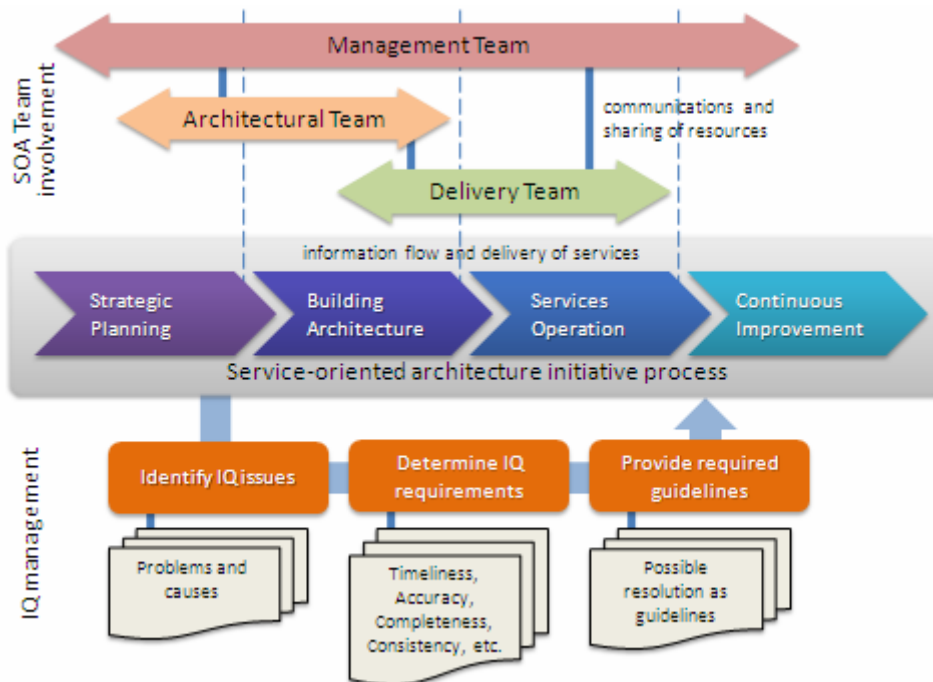 Management Team
SOA Team
involvement
Architectural Team
communications and
sharing of resources
Delivery Team
information flow and delivery of services
Strategic
Planning
Building
Architecture
Services
Operation
Continuous
Improvement
Service-oriented architecture initiative process
IQ management
Identify IQ issues
Determine IQ
requirements
Provide required
guidelines
Problems and
causes
Timeliness,
Accuracy,
Completeness,
Consistency, etc.
Possible
resolution as
guidelines